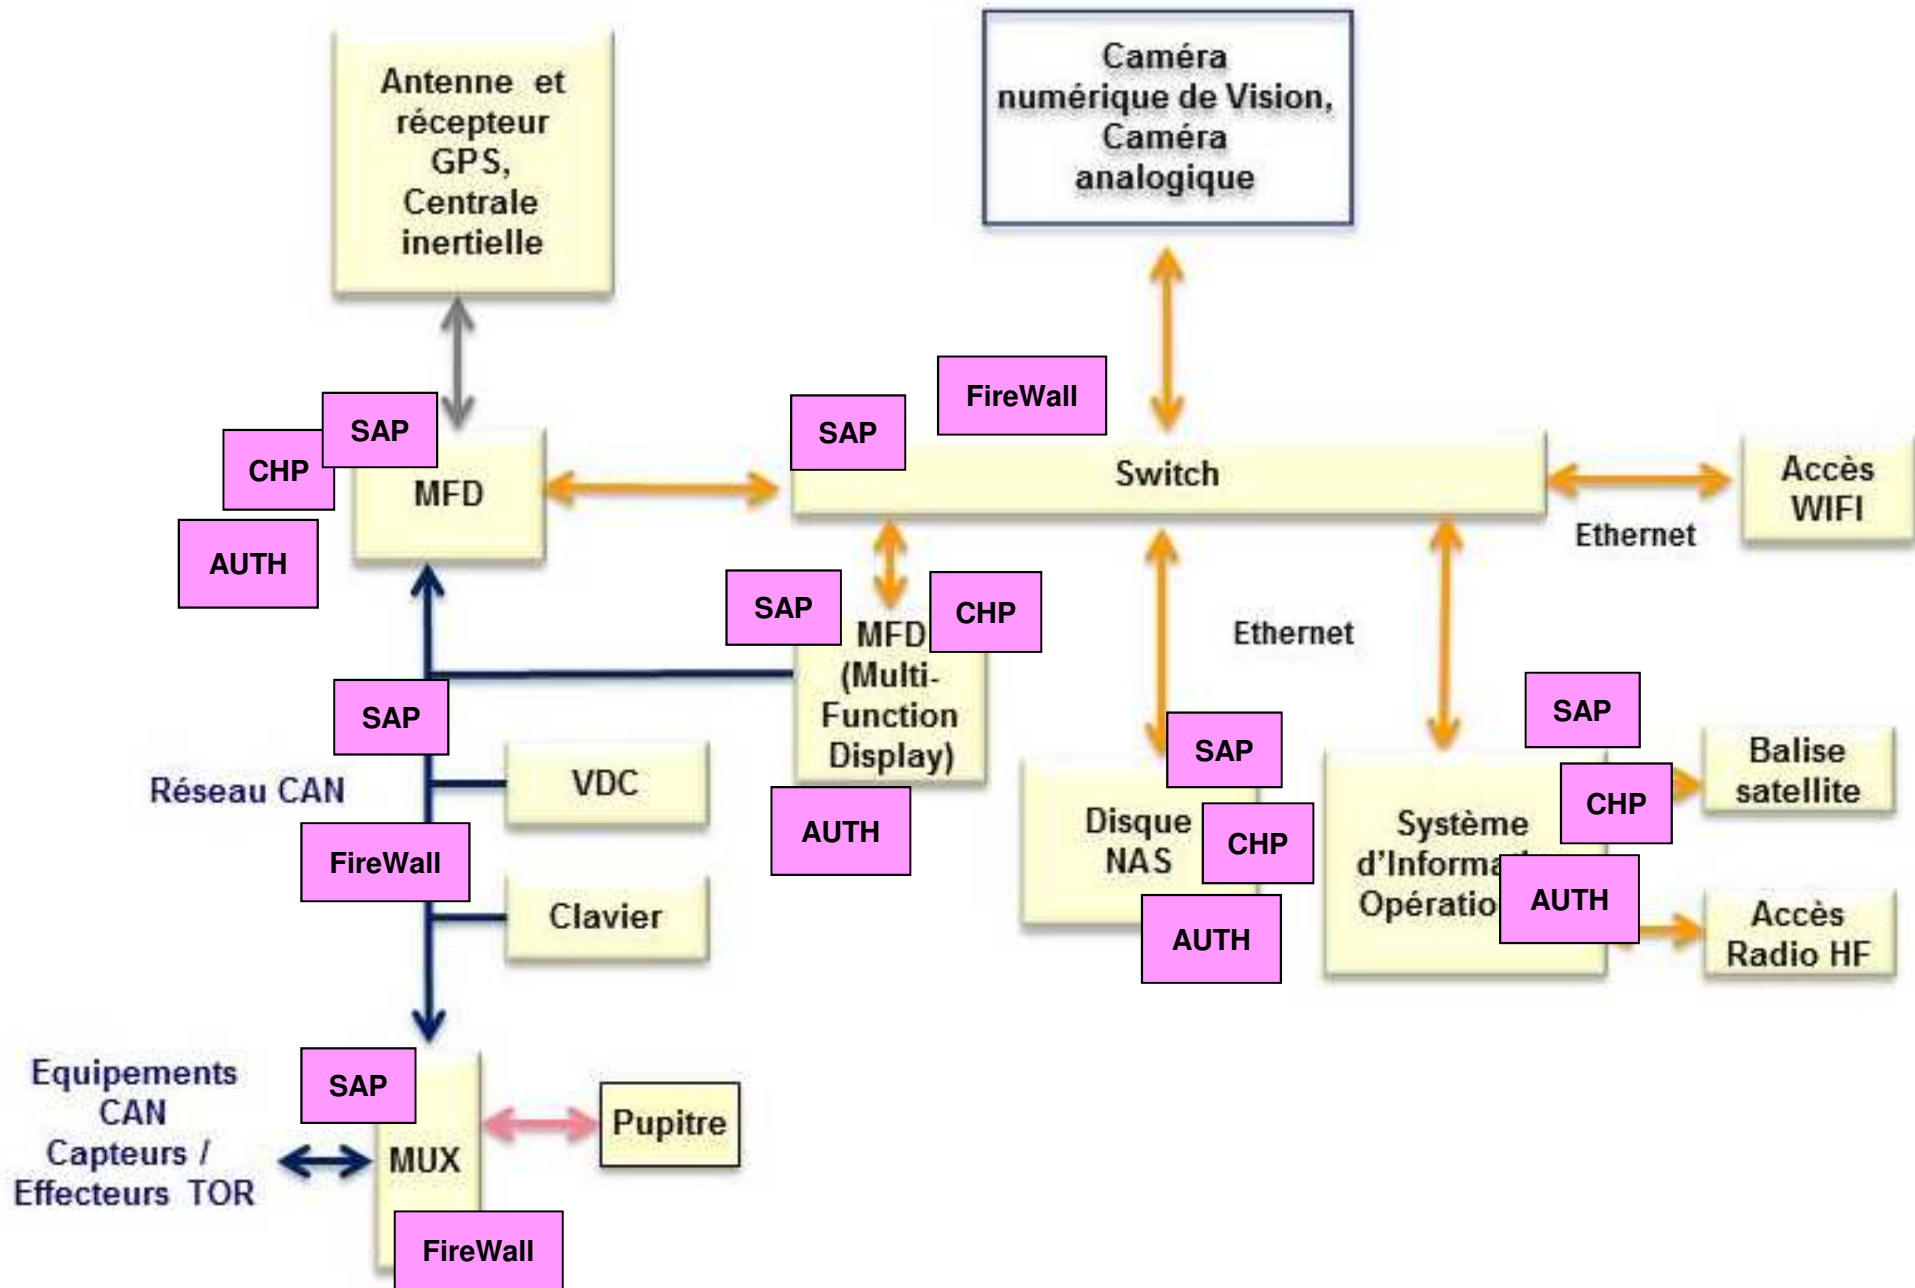 Antenne et
récepteur
GPS,
Centrale
inertielle
Caméra
numérique de Vision,
Caméra
analogique
FireWall
SAP
CHP
AUTH
MFD
SAP
Switch
Accès
WIFI
Ethernet
SAP
CHP
MFD
(Multi-
Function
Display)
AUTH
Ethernet
SAP
Réseau CAN
VDC
FireWall
Clavier
SAP
CHP
AUTH
Disque
NAS
SAP
CHP
AUTH
Système
d'Informa
Opératio
Balise
satellite
Accès
Radio HF
Equipements
CAN
Capteurs /
Effecteurs TOR
SAP
MUX
FireWall
Pupitre